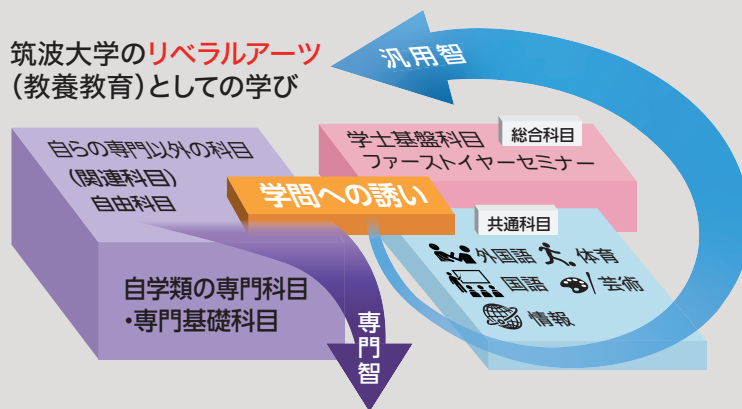 筑波大学のリベラルアーツ
（教養教育）としての学び
汎用智
自らの専門以外の科目
（関連科目）
自由科目
学士基盤科目
総合科目
ファーストイヤーセミナー
学問への誘い
共通科目
外国語
体育
国語
芸術
情報
自学類の専門科目
・専門基礎科目
専門智